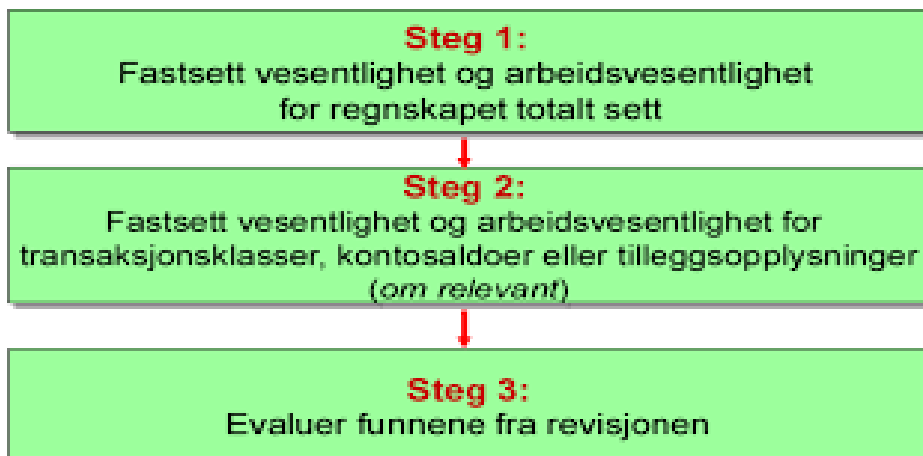 Steg 1:
Fastsett vesentlighet og arbeidsvesentlighet
for regnskapet totalt sett
Steg 2:
Fastsett vesentlighet og arbeidsvesentlighet for
transaksjonsklasser, kontosaldoer eller tilleggsopplysninger
(om relevant)
Steg 3:
Evaluer funnene fra revisjonen